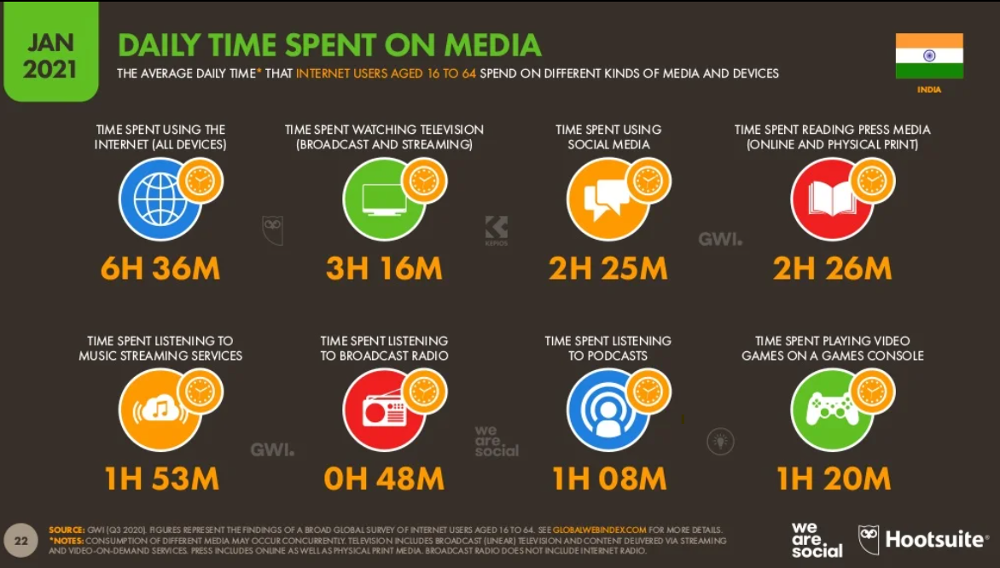 JAN
2021
DAILY TIME SPENT ON MEDIA
THE AVERAGE DAILY TIME* THAT INTERNET USERS AGED 16 TO 64 SPEND ON DIFFERENT KINDS OF MEDIA AND DEVICES
INDIA
TIME SPENT USING THE
INTERNET (ALL DEVICES)
6H 36M
TIME SPENT WATCHING TELEVISION
(BROADCAST AND STREAMING)
3H 16M
TIME SPENT USING
SOCIAL MEDIA
2H 25M
TIME SPENT READING PRESS MEDIA
(ONLINE AND PHYSICAL PRINT)
2H 26M
KEPIOS
GWI.
TIME SPENT LISTENING TO
MUSIC STREAMING SERVICES
1H 53M
TIME SPENT LISTENING
TO BROADCAST RADIO
0H 48M
TIME SPENT LISTENING
TO PODCASTS
1H 08M
TIME SPENT PLAYING VIDEO
GAMES ON A GAMES CONSOLE
1H 20M
GWI.
we
are
social
22
SOURCE: GWI (Q3 2020). FIGURES REPRESENT THE FINDINGS OF A BROAD GLOBAL SURVEY OF INTERNET USERS AGED 16 TO 64. SEE GLOBALWEBINDEX.COM FOR MORE DETAILS.
*NOTES: CONSUMPTION OF DIFFERENT MEDIA MAY OCCUR CONCURRENTLY. TELEVISION INCLUDES BROADCAST (LINEAR) TELEVISION AND CONTENT DELIVERED VIA STREAMING
AND VIDEO-ON-DEMAND SERVICES. PRESS INCLUDES ONLINE AS WELL AS PHYSICAL PRINT MEDIA. BROADCAST RADIO DOES NOT INCLUDE INTERNET RADIO.
we
are
social
Hootsuite®